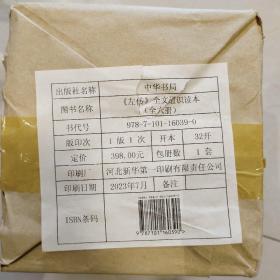 出版社名称 中华书局
图书名称 《左传》全文通识读本
（全六册）
书代号 978-7-101-16039-0
版印次 1版1次 开本 32开
定价 398.00元 包册数 1套
印刷厂 河北新华第一印刷有限责任公司
印刷日期 2023年7月 备注
ISBN条码
9787101160390